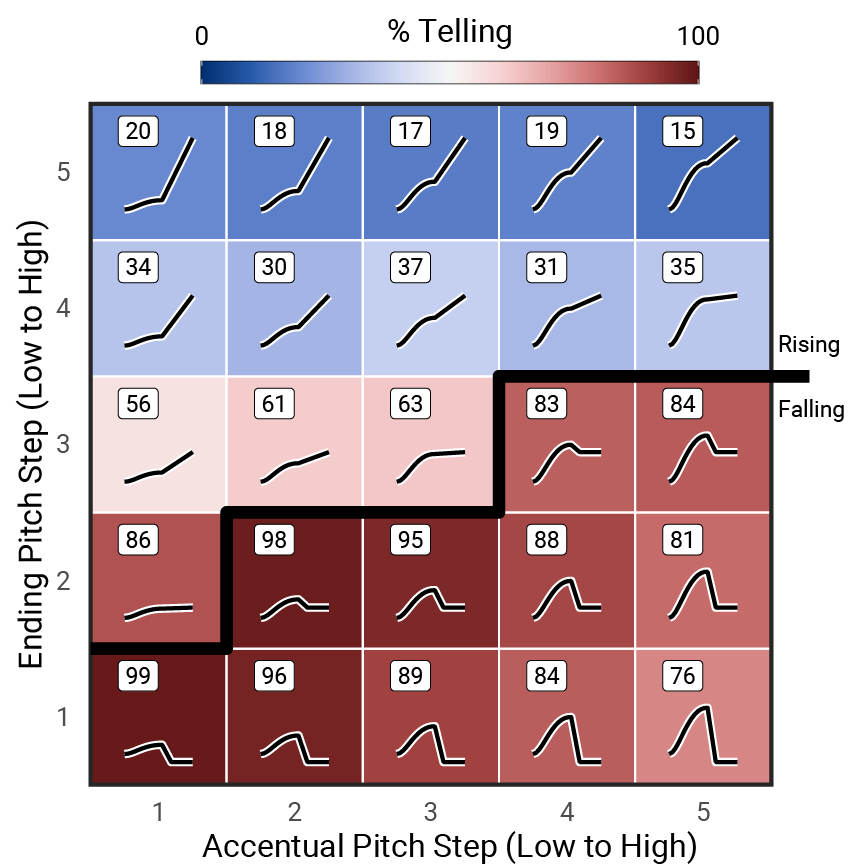 % Telling
0 100
20 18 17 19 15
34 30 37 31 35
Rising
Falling
56 61 63 83 84
86 98 95 88 81
99 96 89 84 76
5
4
3
2
1
Ending Pitch Step (Low to High)
1 2 3 4 5
Accentual Pitch Step (Low to High)